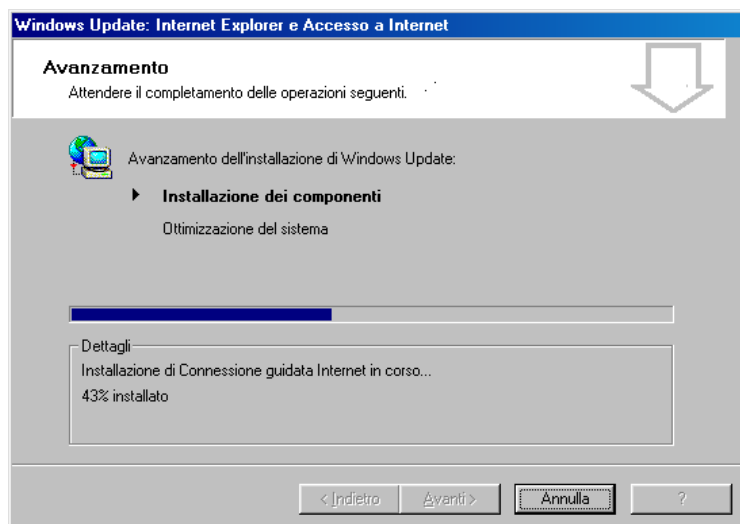 Windows Update: Internet Explorer e Accesso a Internet
Avanzamento
Attendere il completamento delle operazioni seguenti.
Avanzamento dell'installazione di Windows Update:
Installazione dei componenti
Ottimizzazione del sistema
Dettagli
Installazione di Connessione guidata Internet in corso...
43% installato
< Indietro Avanti > Annulla ?